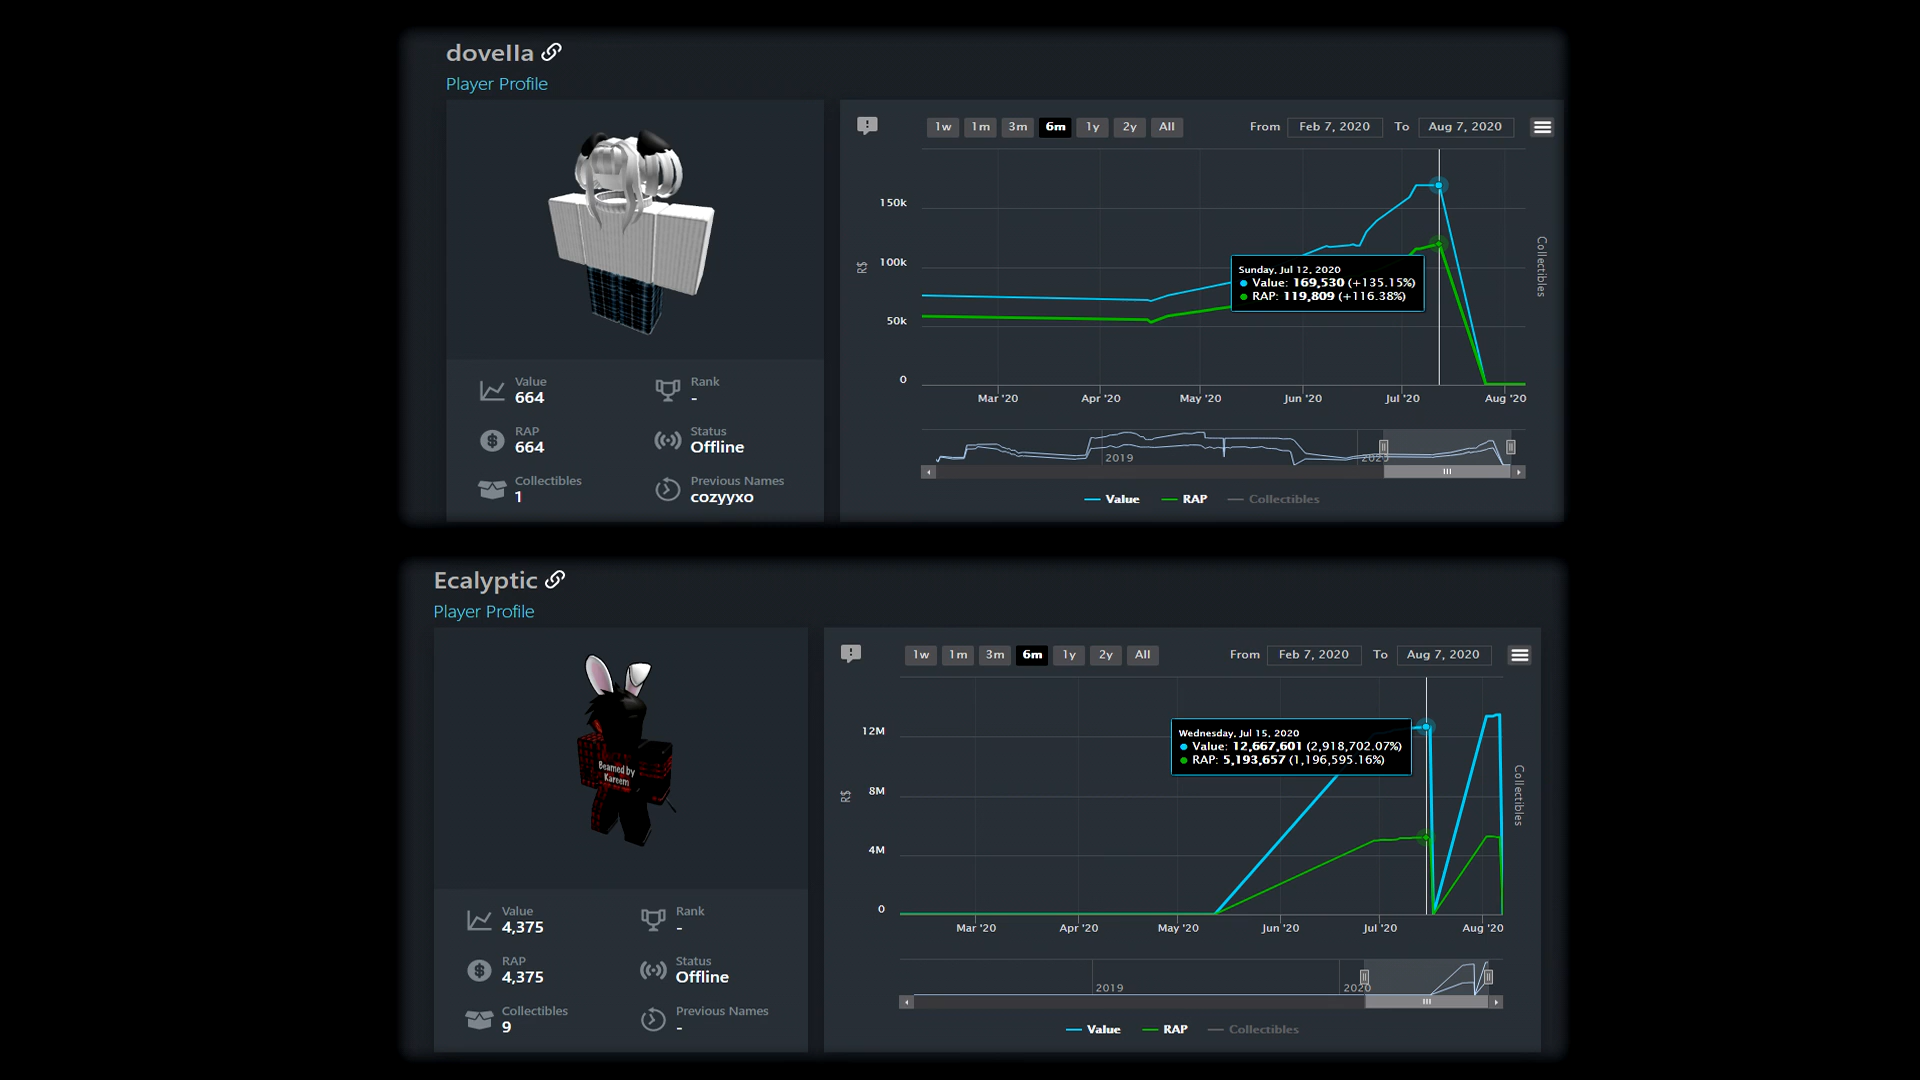 dovella
Player Profile
1w 1m 3m 6m 1y 2y All From Feb 7, 2020 To Aug 7, 2020
150k
100k
50k
0
R$
Collectibles
Sunday, Jul 12, 2020
Value: 169,530 (+135.15%)
RAP: 119,809 (+116.38%)
Mar '20 Apr '20 May '20 Jun '20 Jul '20 Aug '20
2019 2020
Value RAP Collectibles
Value
664
Rank
-
RAP
664
Status
Offline
Collectibles
1
Previous Names
cozyyxo
Ecalyptic
Player Profile
Beamed by
Kareem
1w 1m 3m 6m 1y 2y All From Feb 7, 2020 To Aug 7, 2020
12M
8M
4M
0
R$
Collectibles
Wednesday, Jul 15, 2020
Value: 12,667,601 (2,918,702.07%)
RAP: 5,193,657 (1,196,595.16%)
Mar '20 Apr '20 May '20 Jun '20 Jul '20 Aug '20
2019 2020
Value RAP Collectibles
Value
4,375
Rank
-
RAP
4,375
Status
Offline
Collectibles
9
Previous Names
-